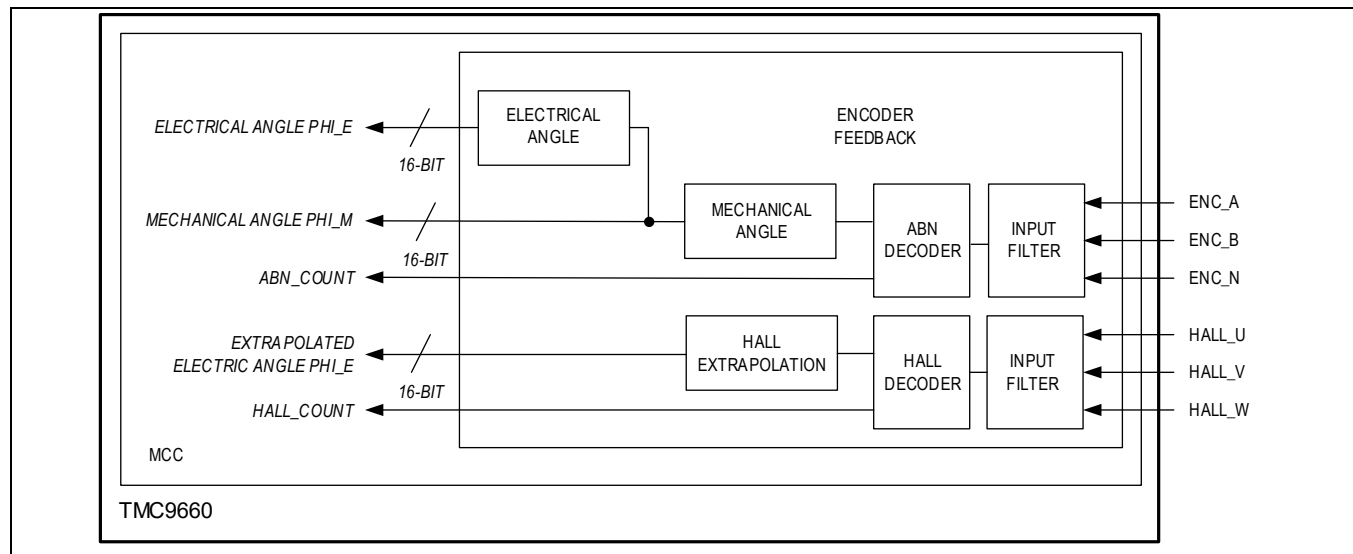 ELECTRICAL ANGLE PHI_E
16-BIT
ELECTRICAL
ANGLE
ENCODER
FEEDBACK
MECHANICAL ANGLE PHI_M
16-BIT
MECHANICAL
ANGLE
ABN
DECODER
INPUT
FILTER
ENC_A
ENC_B
ENC_N
ABN_COUNT
EXTRAPOLATED
ELECTRIC ANGLE PHI_E
16-BIT
HALL
EXTRAPOLATION
HALL
DECODER
INPUT
FILTER
HALL_U
HALL_V
HALL_W
HALL_COUNT
MCC
TMC9660